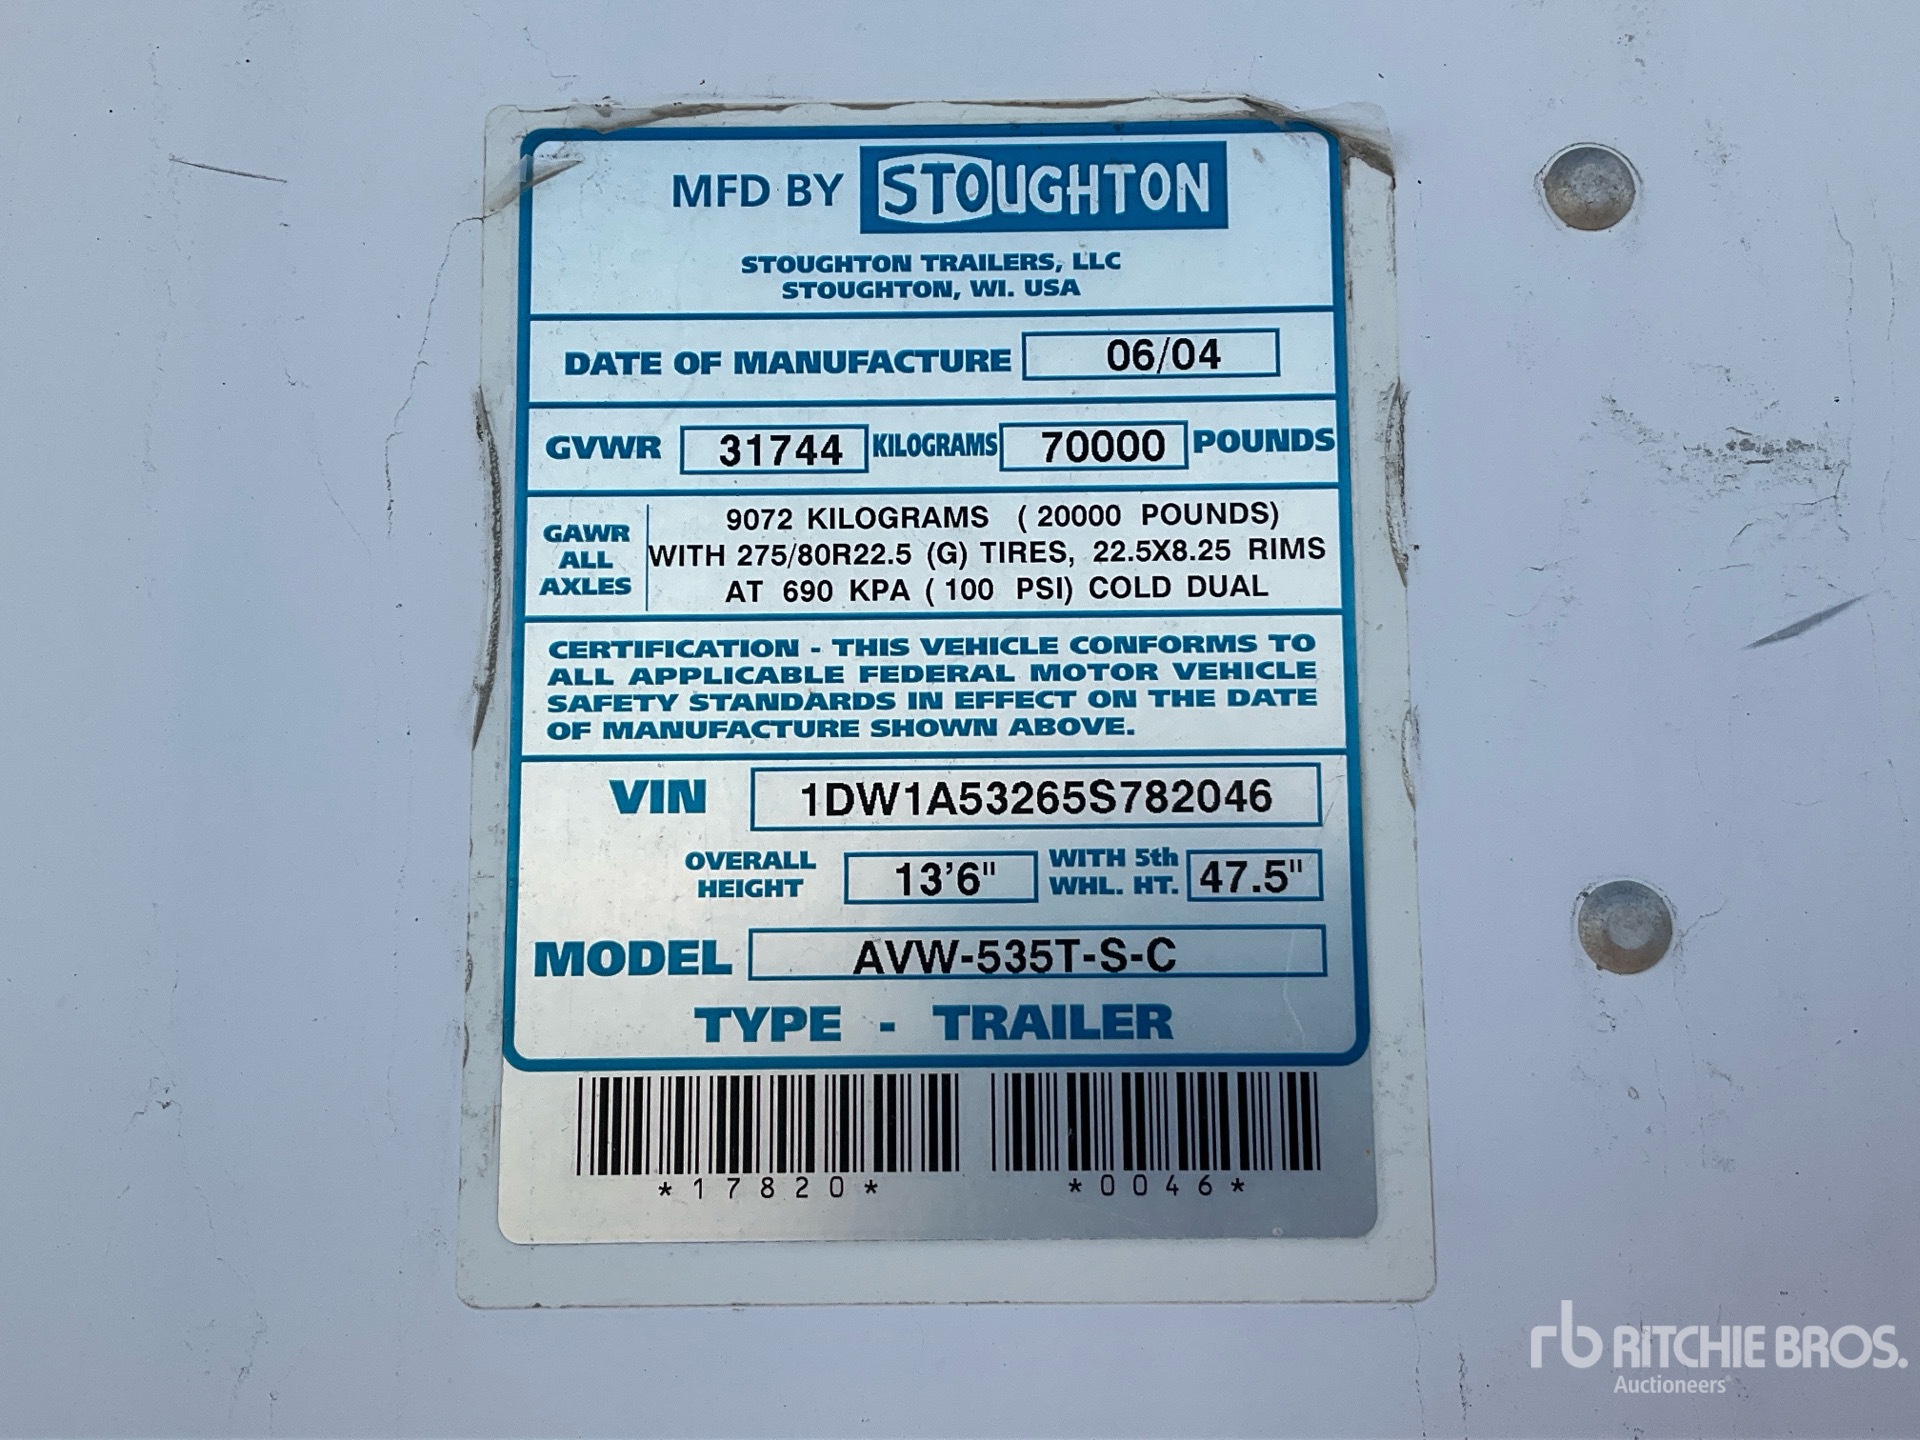 MFD BY STOUGHTON
STOUGHTON TRAILERS, LLC
STOUGHTON, WI. USA
DATE OF MANUFACTURE 06/04
GVWR 31744 KILOGRAMS 70000 POUNDS
GAWR ALL AXLES
9072 KILOGRAMS (20000 POUNDS)
WITH 275/80R22.5 (G) TIRES, 22.5X8.25 RIMS
AT 690 KPA (100 PSI) COLD DUAL
CERTIFICATION - THIS VEHICLE CONFORMS TO
ALL APPLICABLE FEDERAL MOTOR VEHICLE
SAFETY STANDARDS IN EFFECT ON THE DATE
OF MANUFACTURE SHOWN ABOVE.
VIN 1DW1A53265S782046
OVERALL HEIGHT 13'6" WITH 5th WHL. HT. 47.5"
MODEL AVW-535T-S-C
TYPE - TRAILER
*17820* *0046*
rb RITCHIE BROS.
Auctioneers